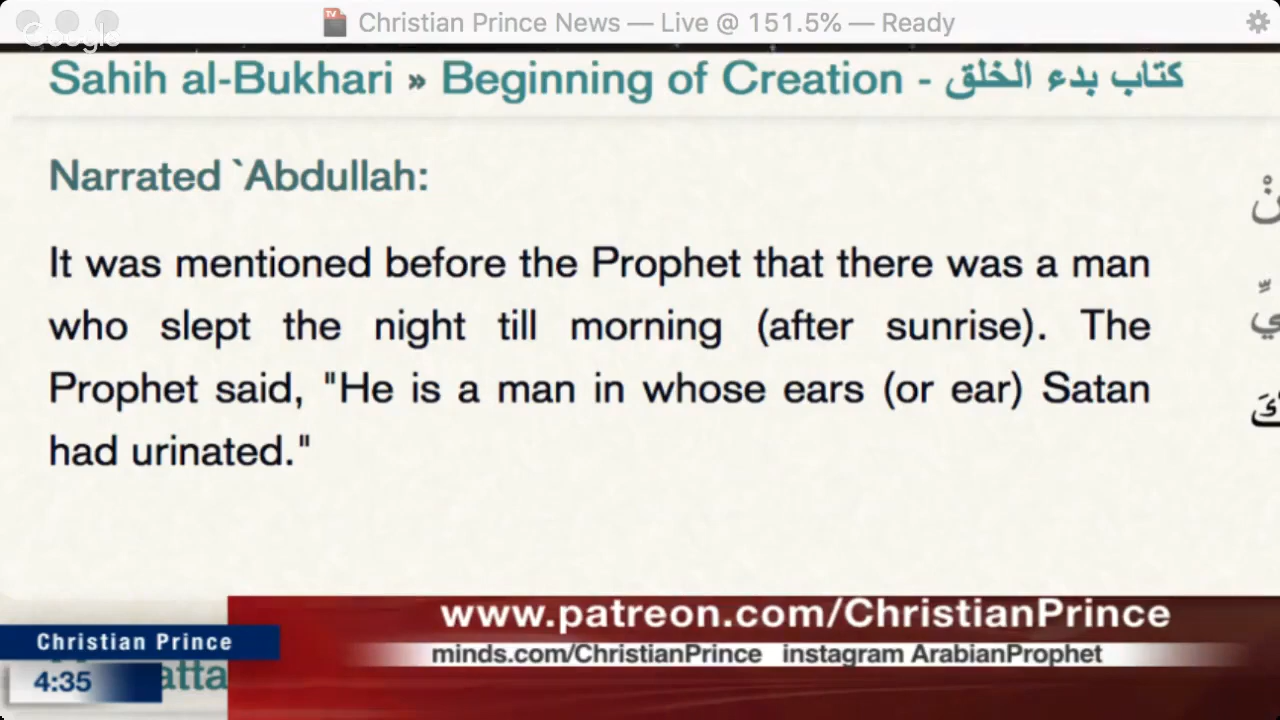 Christian Prince News — Live @ 151.5% — Ready
Google
Sahih al-Bukhari » Beginning of Creation - كتاب بدء الخلق
Narrated `Abdullah:
It was mentioned before the Prophet that there was a man
who slept the night till morning (after sunrise). The
Prophet said, "He is a man in whose ears (or ear) Satan
had urinated."
www.patreon.com/ChristianPrince
Christian Prince
minds.com/ChristianPrince instagram ArabianProphet
4:35